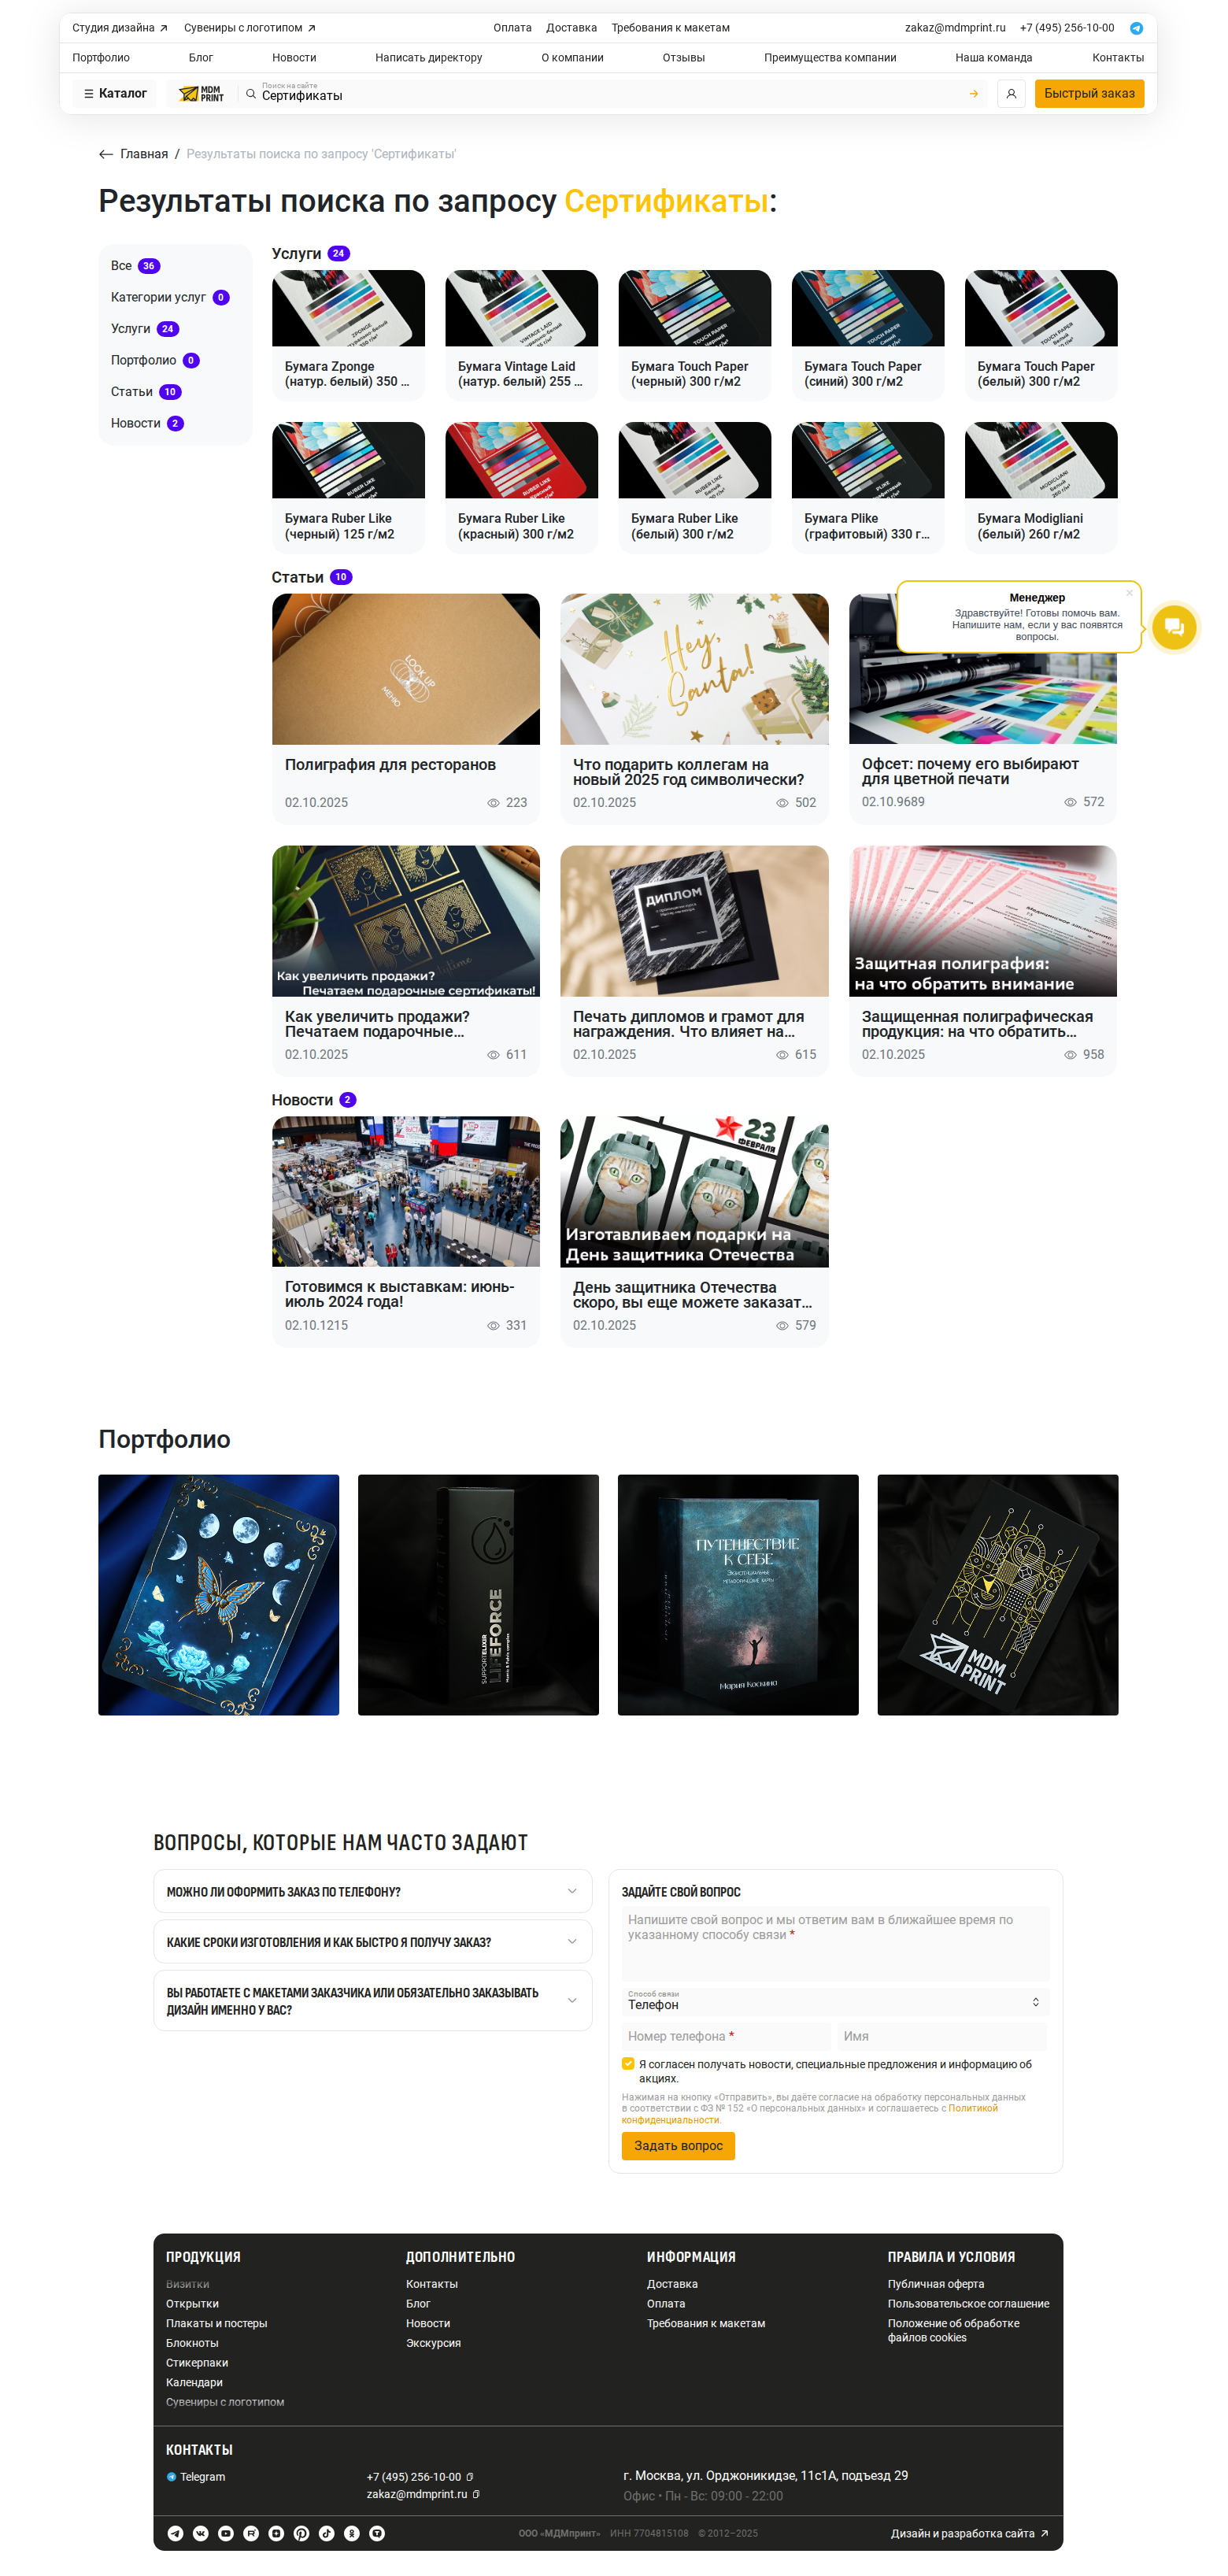 Студия дизайна
Сувениры с логотипом
Оплата
Доставка
Требования к макетам
zakaz@mdmprint.ru
+7 (495) 256-10-00
Портфолио
Блог
Новости
Написать директору
О компании
Отзывы
Преимущества компании
Наша команда
Контакты
Каталог
MDM
PRINT
Поиск на сайте
Сертификаты
Быстрый заказ
Главная / Результаты поиска по запросу 'Сертификаты'
Результаты поиска по запросу Сертификаты:
Все 36
Категории услуг 0
Услуги 24
Портфолио 0
Статьи 10
Новости 2
Услуги 24
Бумага Zponge
(натур. белый) 350 ...
Бумага Vintage Laid
(натур. белый) 255 ...
Бумага Touch Paper
(черный) 300 г/м2
Бумага Touch Paper
(синий) 300 г/м2
Бумага Touch Paper
(белый) 300 г/м2
Бумага Ruber Like
(черный) 125 г/м2
Бумага Ruber Like
(красный) 300 г/м2
Бумага Ruber Like
(белый) 300 г/м2
Бумага Plike
(графитовый) 330 г...
Бумага Modigliani
(белый) 260 г/м2
Статьи 10
Менеджер
Здравствуйте! Готовы помочь вам.
Напишите нам, если у вас появятся
вопросы.
LOOK UP
МЕНЮ
Hey,
Santa!
Полиграфия для ресторанов
02.10.2025
223
Что подарить коллегам на
новый 2025 год символически?
02.10.2025
502
Офсет: почему его выбирают
для цветной печати
02.10.9689
572
Как увеличить продажи?
Печатаем подарочные сертификаты!
ДИПЛОМ
Защитная полиграфия:
на что обратить внимание
Как увеличить продажи?
Печатаем подарочные...
02.10.2025
611
Печать дипломов и грамот для
награждения. Что влияет на...
02.10.2025
615
Защищенная полиграфическая
продукция: на что обратить...
02.10.2025
958
Новости 2
23
ФЕВРАЛЯ
Изготавливаем подарки на
День защитника Отечества
Готовимся к выставкам: июнь-
июль 2024 года!
02.10.1215
331
День защитника Отечества
скоро, вы еще можете заказат...
02.10.2025
579
Портфолио
SUPPORTELIXIR
LIFEFORCE
ПУТЕШЕСТВИЕ
К СЕБЕ
Мария Коскина
MDM
PRINT
ВОПРОСЫ, КОТОРЫЕ НАМ ЧАСТО ЗАДАЮТ
МОЖНО ЛИ ОФОРМИТЬ ЗАКАЗ ПО ТЕЛЕФОНУ?
КАКИЕ СРОКИ ИЗГОТОВЛЕНИЯ И КАК БЫСТРО Я ПОЛУЧУ ЗАКАЗ?
ВЫ РАБОТАЕТЕ С МАКЕТАМИ ЗАКАЗЧИКА ИЛИ ОБЯЗАТЕЛЬНО ЗАКАЗЫВАТЬ
ДИЗАЙН ИМЕННО У ВАС?
ЗАДАЙТЕ СВОЙ ВОПРОС
Напишите свой вопрос и мы ответим вам в ближайшее время по
указанному способу связи *
Способ связи
Телефон
Номер телефона *
Имя
Я согласен получать новости, специальные предложения и информацию об
акциях.
Нажимая на кнопку «Отправить», вы даёте согласие на обработку персональных данных
в соответствии с ФЗ № 152 «О персональных данных» и соглашаетесь с Политикой
конфиденциальности.
Задать вопрос
ПРОДУКЦИЯ
Визитки
Открытки
Плакаты и постеры
Блокноты
Стикерпаки
Календари
Сувениры с логотипом
ДОПОЛНИТЕЛЬНО
Контакты
Блог
Новости
Экскурсия
ИНФОРМАЦИЯ
Доставка
Оплата
Требования к макетам
ПРАВИЛА И УСЛОВИЯ
Публичная оферта
Пользовательское соглашение
Положение об обработке
файлов cookies
КОНТАКТЫ
Telegram
+7 (495) 256-10-00
zakaz@mdmprint.ru
г. Москва, ул. Орджоникидзе, 11с1А, подъезд 29
Офис • Пн - Вс: 09:00 - 22:00
ООО «МДМпринт» ИНН 7704815108 © 2012–2025
Дизайн и разработка сайта